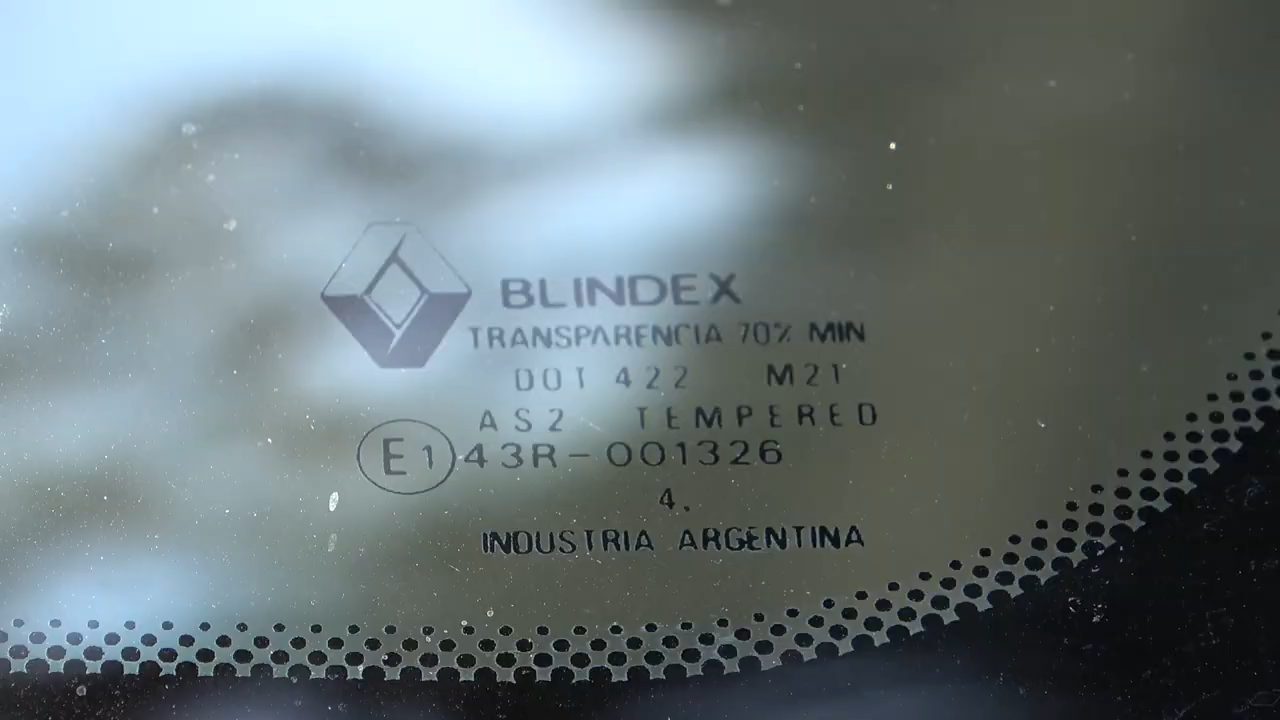 BLINDEX
TRANSPARENCIA 70% MIN
DOT 422 M21
AS2 TEMPERED
E1 43R-001326
4.
INDUSTRIA ARGENTINA